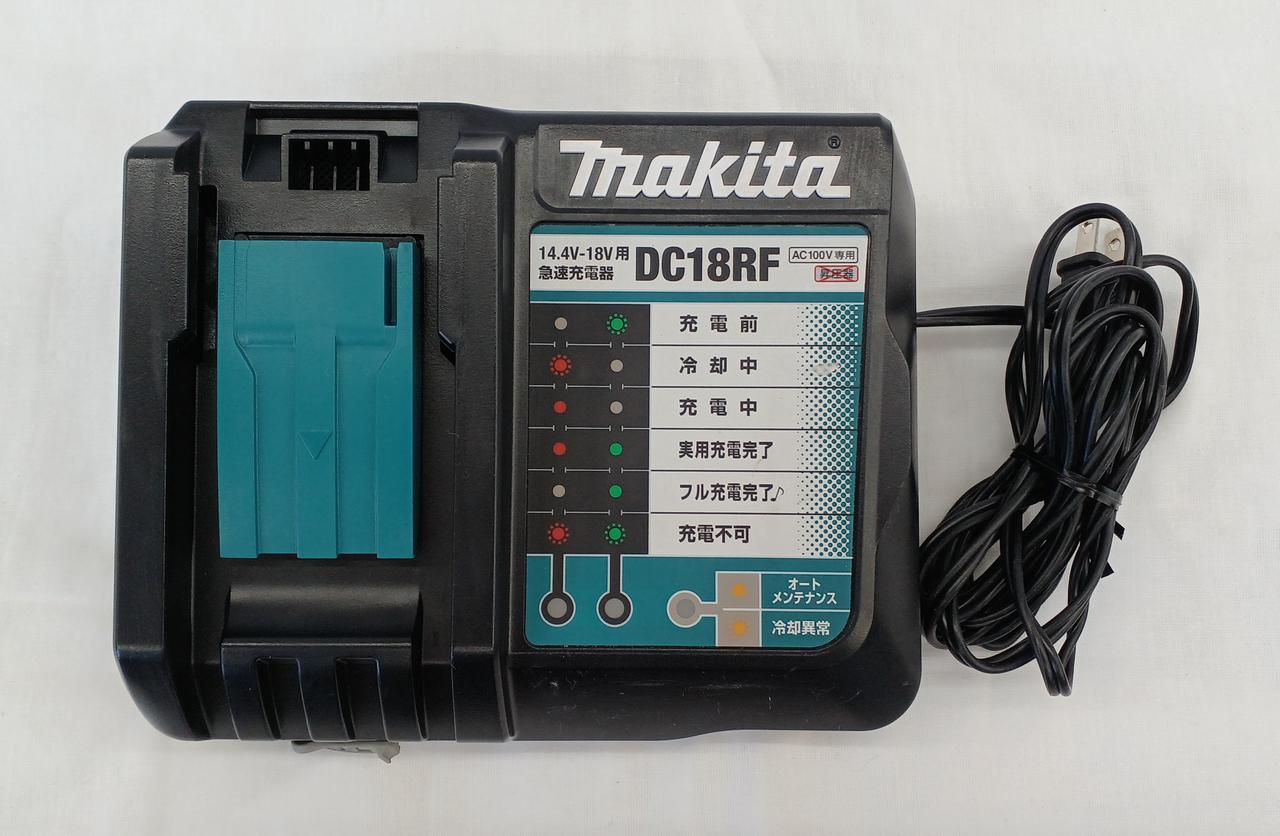 makita®
14.4V-18V用
急速充電器
DC18RF
AC100V専用
昇圧器
充電前
冷却中
充電中
実用充電完了
フル充電完了♪
充電不可
オート
メンテナンス
冷却異常